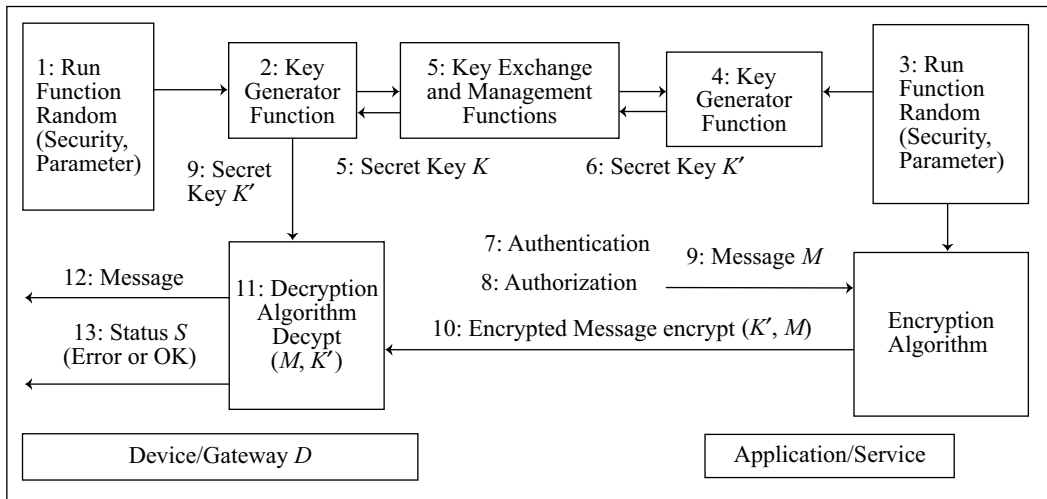 1: Run
Function
Random
(Security,
Parameter)
2: Key
Generator
Function
5: Key Exchange
and Management
Functions
4: Key
Generator
Function
3: Run
Function
Random
(Security,
Parameter)
9: Secret
Key K′
5: Secret Key K
6: Secret Key K′
7: Authentication
8: Authorization
9: Message M
12: Message
13: Status S
(Error or OK)
11: Decryption
Algorithm
Decypt
(M, K′)
10: Encrypted Message encrypt (K′, M)
Encryption
Algorithm
Device/Gateway D
Application/Service